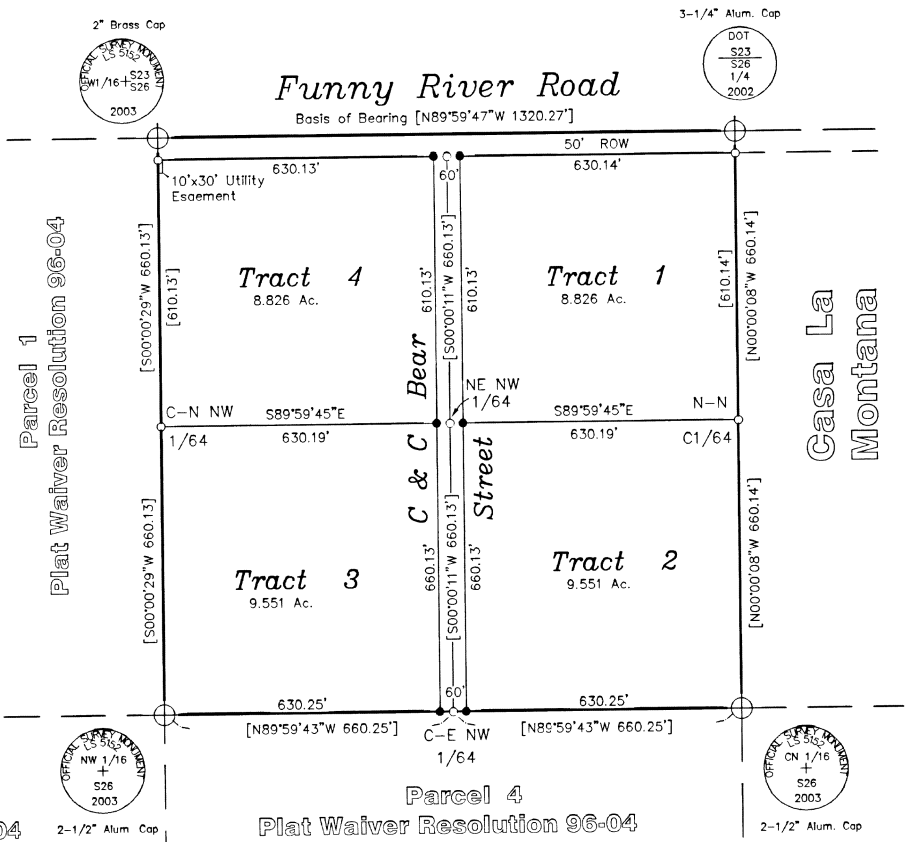 2" Brass Cap
3-1/4" Alum. Cap
OFFICIAL SURVEY MONUMENT
LS 5152
W1/16 + S23
S26
2003
DOT
S23
S26
1/4
2002
Funny River Road
Basis of Bearing [N89°59'47"W 1320.27']
50' ROW
630.13'
60'
630.14'
10'x30' Utility
Esaement
Parcel 1
Plat Waiver Resolution 96-04
[S00°00'29"W 660.13']
[610.13']
Tract 4
8.826 Ac.
610.13'
[S00°00'11"W 660.13']
610.13'
Tract 1
8.826 Ac.
[610.14']
[N00°00'08"W 660.14']
Casa La
Montana
C & C Bear
Street
NE NW
1/64
C-N NW
1/64
S89°59'45"E
630.19'
S89°59'45"E
630.19'
N-N
C1/64
[S00°00'29"W 660.13]
Tract 3
9.551 Ac.
660.13'
[S00°00'11"W 660.13']
660.13'
Tract 2
9.551 Ac.
[N00°00'08"W 660.14']
630.25'
60'
630.25'
[N89°59'43"W 660.25']
[N89°59'43"W 660.25']
C-E NW
1/64
OFFICIAL SURVEY MONUMENT
LS 5152
NW 1/16
+
S26
2003
2-1/2" Alum Cap
OFFICIAL SURVEY MONUMENT
LS 5152
CN 1/16
+
S26
2003
2-1/2" Alum. Cap
Parcel 4
Plat Waiver Resolution 96-04
04